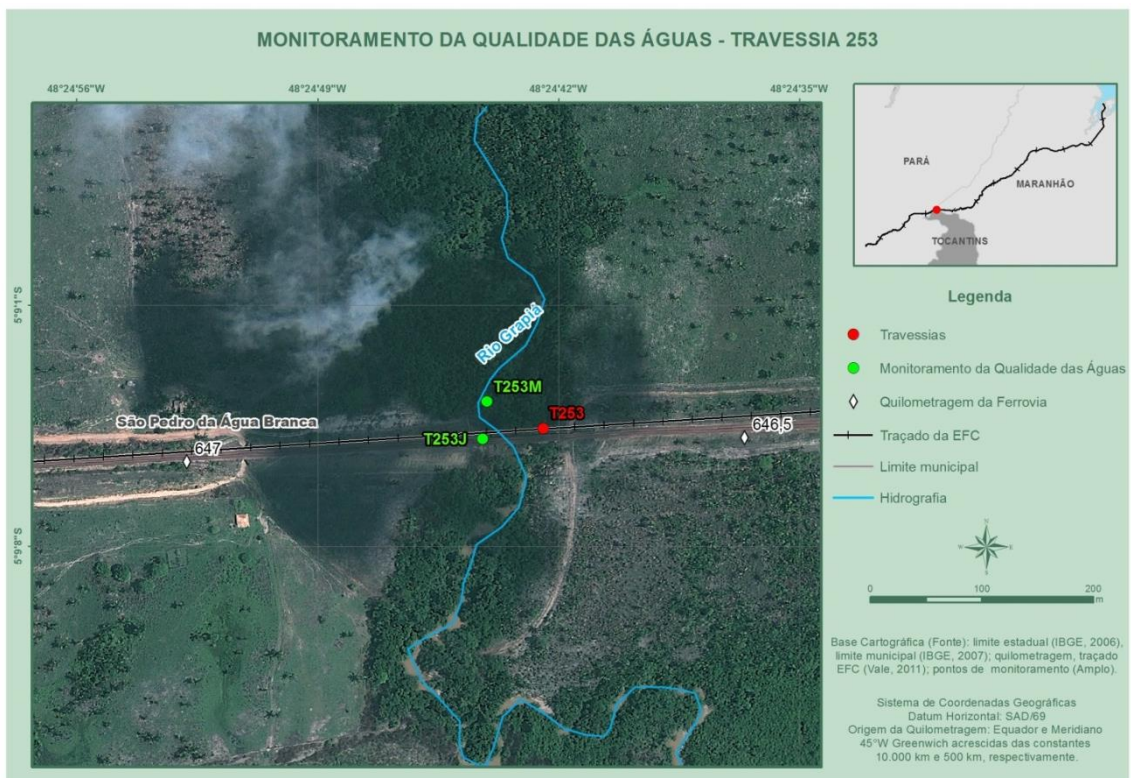 MONITORAMENTO DA QUALIDADE DAS ÁGUAS - TRAVESSIA 253
48°24'56"W
48°24'49"W
48°24'42"W
48°24'35"W
5°9'1"S
5°9'8"S
Rio Grapiá
T253M
T253
São Pedro da Água Branca
T253J
647
646,5
PARÁ
MARANHÃO
TOCANTINS
Legenda
Travessias
Monitoramento da Qualidade das Águas
Quilometragem da Ferrovia
Traçado da EFC
Limite municipal
Hidrografia
N
W
E
S
0
100
200
m
Base Cartográfica (Fonte): limite estadual (IBGE, 2006),
limite municipal (IBGE, 2007); quilometragem, traçado
EFC (Vale, 2011); pontos de monitoramento (Amplo).
Sistema de Coordenadas Geográficas
Datum Horizontal: SAD/69
Origem da Quilometragem: Equador e Meridiano
45°W Greenwich acrescidas das constantes
10.000 km e 500 km, respectivamente.